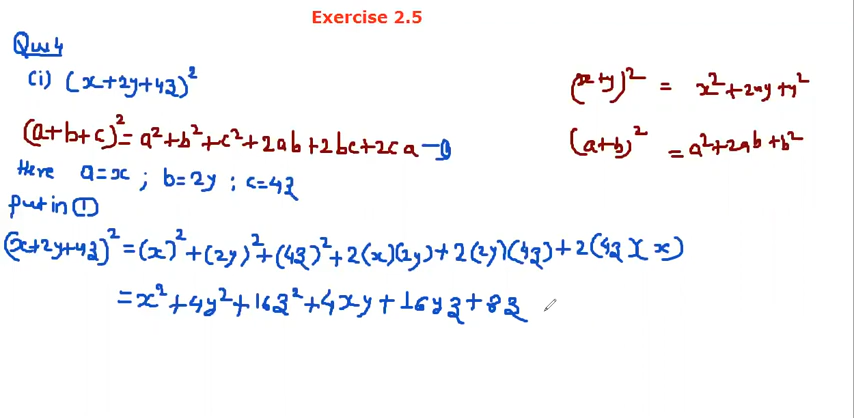 Exercise 2.5
Qus 4
(i) (x+2y+4z)²
(x+y)² = x²+2xy+y²
(a+b+c)² = a²+b²+c²+2ab+2bc+2ca —①
(a+b)² = a²+2ab+b²
Here a=x ; b=2y ; c=4z
put in ①
(x+2y+4z)² = (x)²+(2y)²+(4z)²+2(x)(2y)+2(2y)(4z)+2(4z)(x)
= x²+4y²+16z²+4xy+16yz+8z